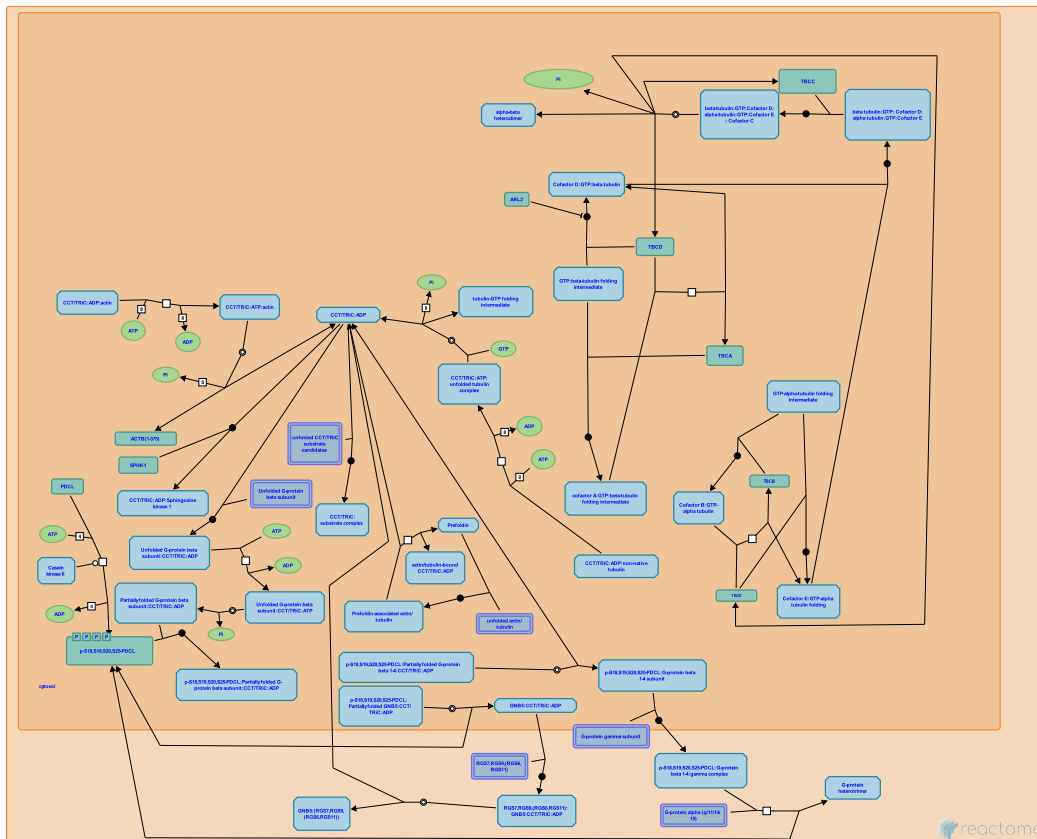 Pi
TBCC
alpha-beta
heterodimer
beta-tubulin:GTP:Cofactor D:
alpha-tubulin:GTP:Cofactor E
: Cofactor C
beta tubulin:GTP: Cofactor D:
alpha tubulin:GTP:Cofactor E
Cofactor D:GTP:beta tubulin
ARL2
TBCD
GTP:beta-tubulin folding
intermediate
Pi
tubulin-GTP folding
intermediate
CCT/TRiC:ADP:actin
CCT/TRiC:ATP:actin
8
8
ATP
ADP
CCT/TRiC:ADP
8
GTP
TBCA
Pi
8
CCT/TRiC:ATP:
unfolded tubulin
complex
GTP-alpha-tubulin folding
intermediate
ACTB(1-375)
unfolded CCT/TRiC
substrate
candidates
8
ADP
SPHK1
ATP
8
TBCB
PDCL
CCT/TRiC:ADP:Sphingosine
kinase 1
Unfolded G-protein
beta subunit
CCT/TRiC:
substrate complex
cofactor A:GTP:beta-tubulin
folding intermediate
Cofactor B:GTP-
alpha tubulin
ATP
4
Unfolded G-protein beta
subunit:CCT/TRiC:ADP
ATP
Prefoldin
Casein
kinase II
ADP
actin/tubulin-bound
CCT/TRiC:ADP
CCT/TRiC:ADP:non-native
tubulin
ADP
4
Partially folded G-protein beta
subunit:CCT/TRiC:ADP
Unfolded G-protein beta
subunit:CCT/TRiC:ATP
Prefoldin-associated actin/
tubulin
unfolded actin/
tubulin
Cofactor E:GTP-alpha
tubulin folding
Pi
P P P P
p-S18,S19,S20,S25-PDCL
p-S18,S19,S20,S25-PDCL:Partially folded G-
protein beta subunit:CCT/TRiC:ADP
p-S18,S19,S20,S25-PDCL:Partially folded G-protein
beta 1-4:CCT/TRiC:ADP
p-S18,S19,S20,S25-PDCL:G-protein beta
1-4 subunit
cytosol
p-S18,S19,S20,S25-PDCL:
Partially folded GNB5:CCT/
TRiC:ADP
GNB5:CCT/TRiC:ADP
G-protein gamma subunit
RGS7,RGS9,(RGS6,
RGS11)
p-S18,S19,S20,S25-PDCL:G-protein
beta 1-4:gamma complex
G-protein
heterotrimer
GNB5:(RGS7,RGS9,
(RGS6,RGS11))
RGS7,RGS9,(RGS6,RGS11):
GNB5:CCT/TRiC:ADP
G-protein alpha (q/11/14/
15)
reactome